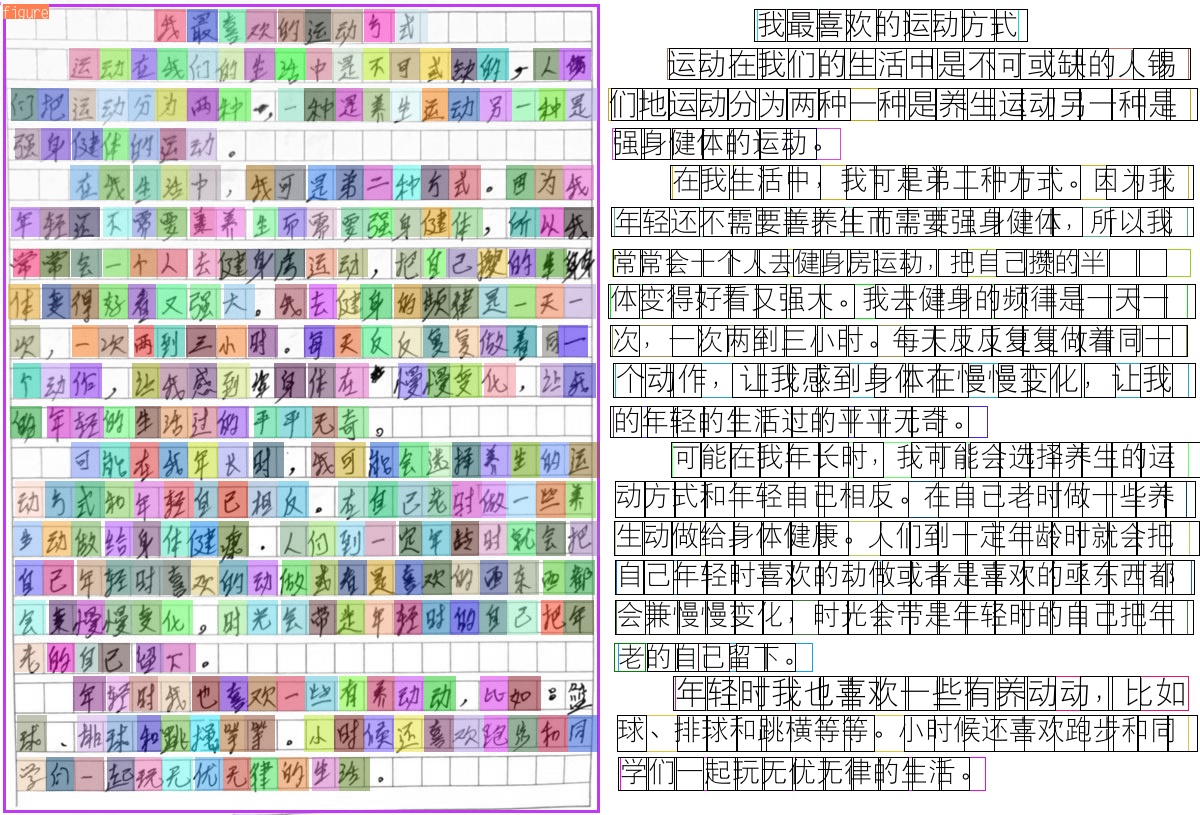 figure
我最喜欢的运动方式
运动在我们的生活中是不可或缺的，人
们把运动分为两种，一种是养生运动另一种是
强身健体的运动。
在我生活中，我可是第二种方式。因为我
年轻还不需要善养生而需要强身健体，所以我
常常会一个人去健身房运动，把自己的身
体变得好看又强大。我去健身的频律是一天一
次，一次两到三小时。每天反反复复做着同一
个动作，让我感到身体在慢慢变化，让我
的年轻的生活过的平平无奇。
可能在我年长时，我可能会选择养生的运
动方式和年轻自己相反。在自己老时做一些养
生动做给身体健康。人们到一定年龄时就会把
自己年轻时喜欢的动做或者是喜欢的西东西都
会兼慢慢变化。时光会带是年轻时的自己把年
老的自己留下。
年轻时我也喜欢一些有养动动，比如：篮
球、排球和跳横等等。小时候还喜欢跑步和同
学们一起玩无优无律的生活。
我最喜欢的运动方式
运动在我们的生活中是不可或缺的人锡
们地运动分为两种一种是养生运动另一种是
强身健体的运动。
在我生活中，我可是第二种方式。因为我
年轻还不需要善养生而需要强身健体，所以我
常常会十个人去健身房运动，把自己攒的半
体变得好看又强大。我去健身的频律是一天一
次，一次两到三小时。每天反反复复做着同一
个动作，让我感到身体在慢慢变化，让我
的年轻的生活过的平平无奇。
可能在我年长时，我可能会选择养生的运
动方式和年轻自己相反。在自己老时做一些养
生动做给身体健康。人们到一定年龄时就会把
自己年轻时喜欢的动做或者是喜欢的亟东西都
会兼慢慢变化，时光会带是年轻时的自己把年
老的自己留下。
年轻时我也喜欢一些有养动动，比如
球、排球和跳横等等。小时候还喜欢跑步和同
学们一起玩无优无律的生活。